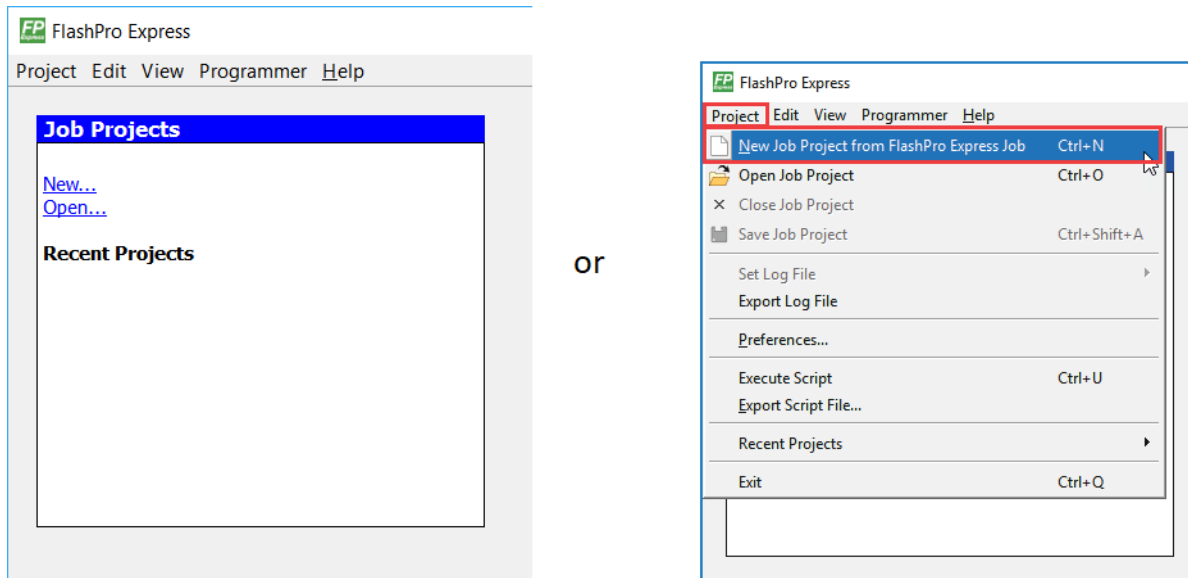 FP Express FlashPro Express
Project Edit View Programmer Help
Job Projects
New...
Open...
Recent Projects
or
FP Express FlashPro Express
Project Edit View Programmer Help
New Job Project from FlashPro Express Job Ctrl+N
Open Job Project Ctrl+O
Close Job Project
Save Job Project Ctrl+Shift+A
Set Log File
Export Log File
Preferences...
Execute Script Ctrl+U
Export Script File...
Recent Projects
Exit Ctrl+Q